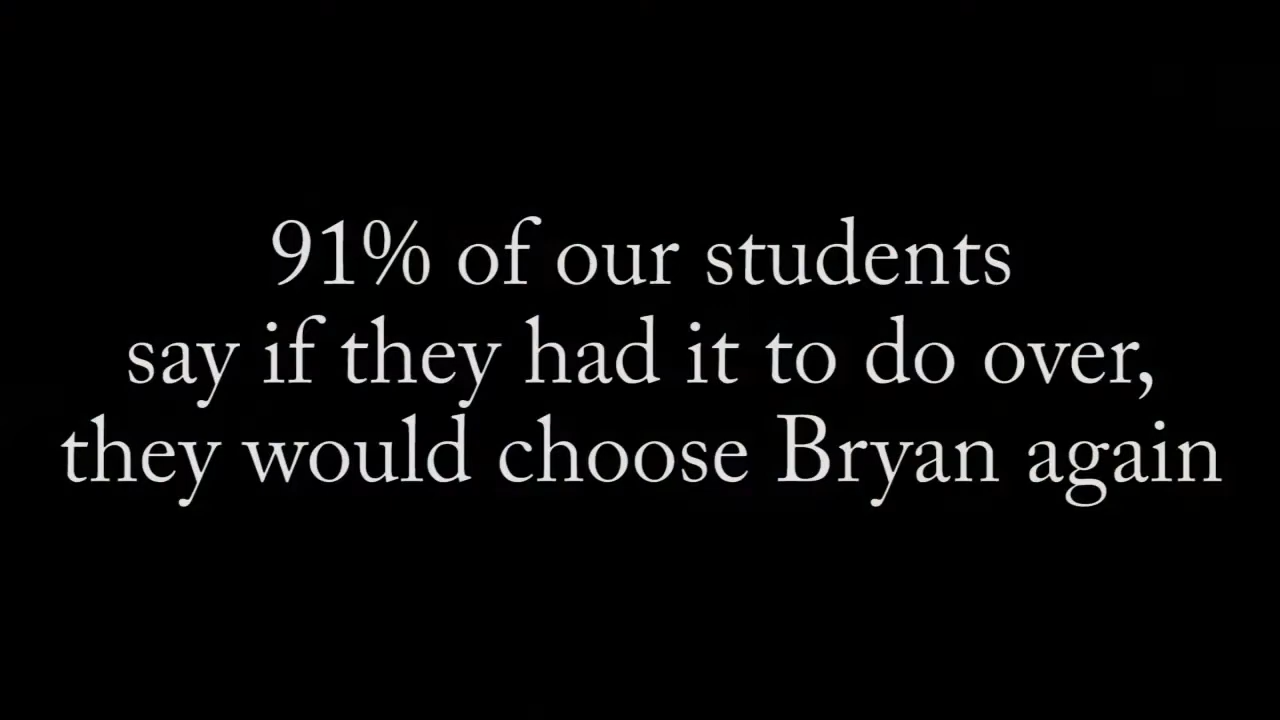 91% of our students
say if they had it to do over,
they would choose Bryan again